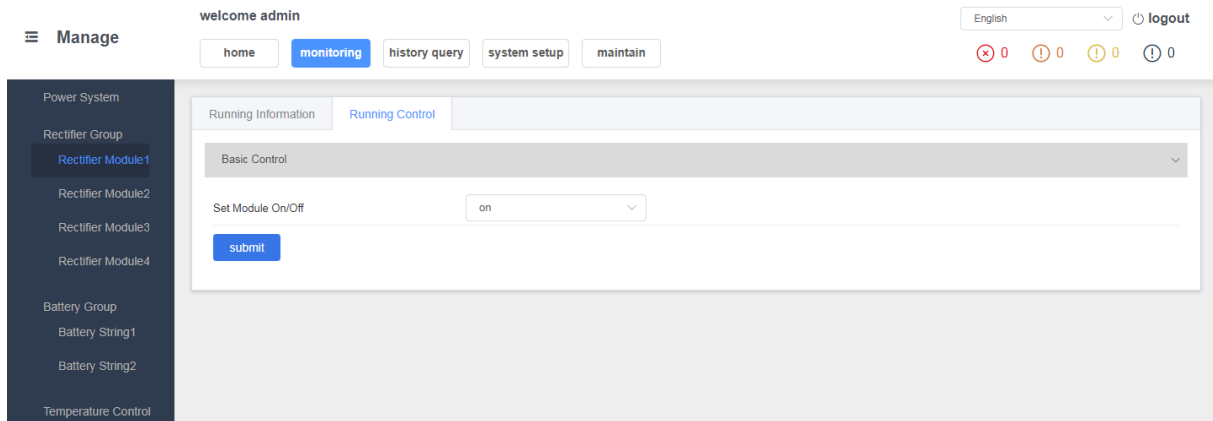 welcome admin
English
logout
Manage
home
monitoring
history query
system setup
maintain
0
0
0
0
Power System
Rectifier Group
Rectifier Module1
Rectifier Module2
Rectifier Module3
Rectifier Module4
Battery Group
Battery String1
Battery String2
Temperature Control
Running Information
Running Control
Basic Control
Set Module On/Off
on
submit